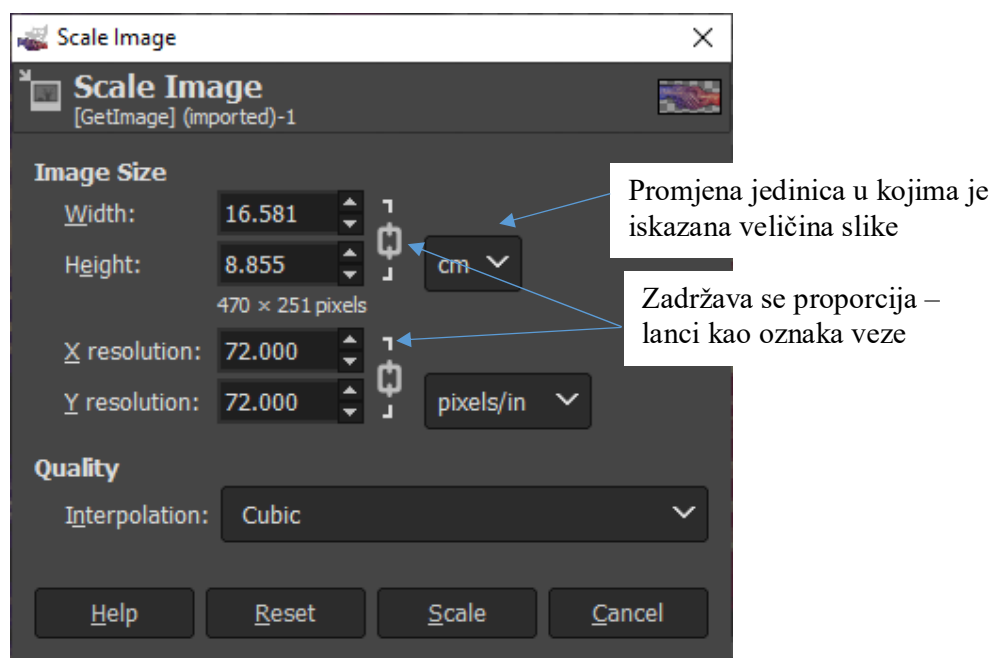 Scale Image
Scale Image
[GetImage] (imported)-1
Image Size
Width: 16.581
Height: 8.855 cm
470 × 251 pixels
X resolution: 72.000
Y resolution: 72.000 pixels/in
Quality
Interpolation: Cubic
Help Reset Scale Cancel
Promjena jedinica u kojima je
iskazana veličina slike
Zadržava se proporcija –
lanci kao oznaka veze